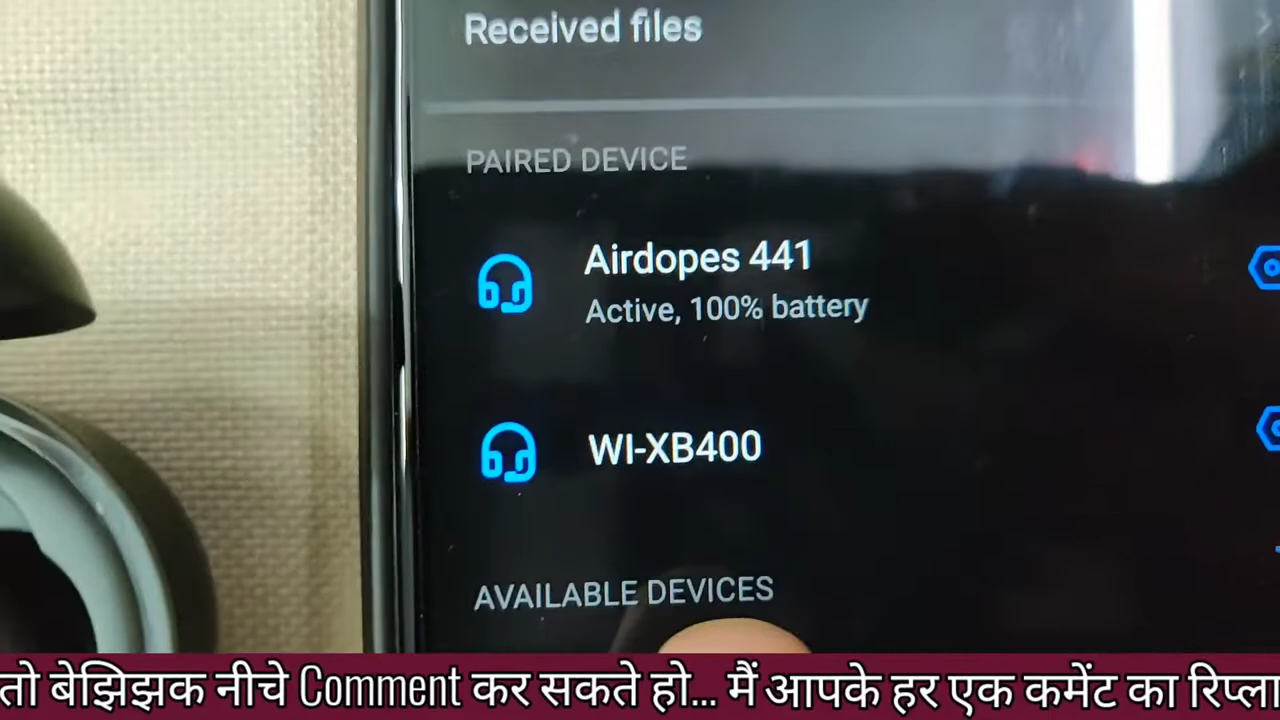 Received files
PAIRED DEVICE
Airdopes 441
Active, 100% battery
WI-XB400
AVAILABLE DEVICES
तो बेझिझक नीचे Comment कर सकते हो... मैं आपके हर एक कमेंट का रिप्ला